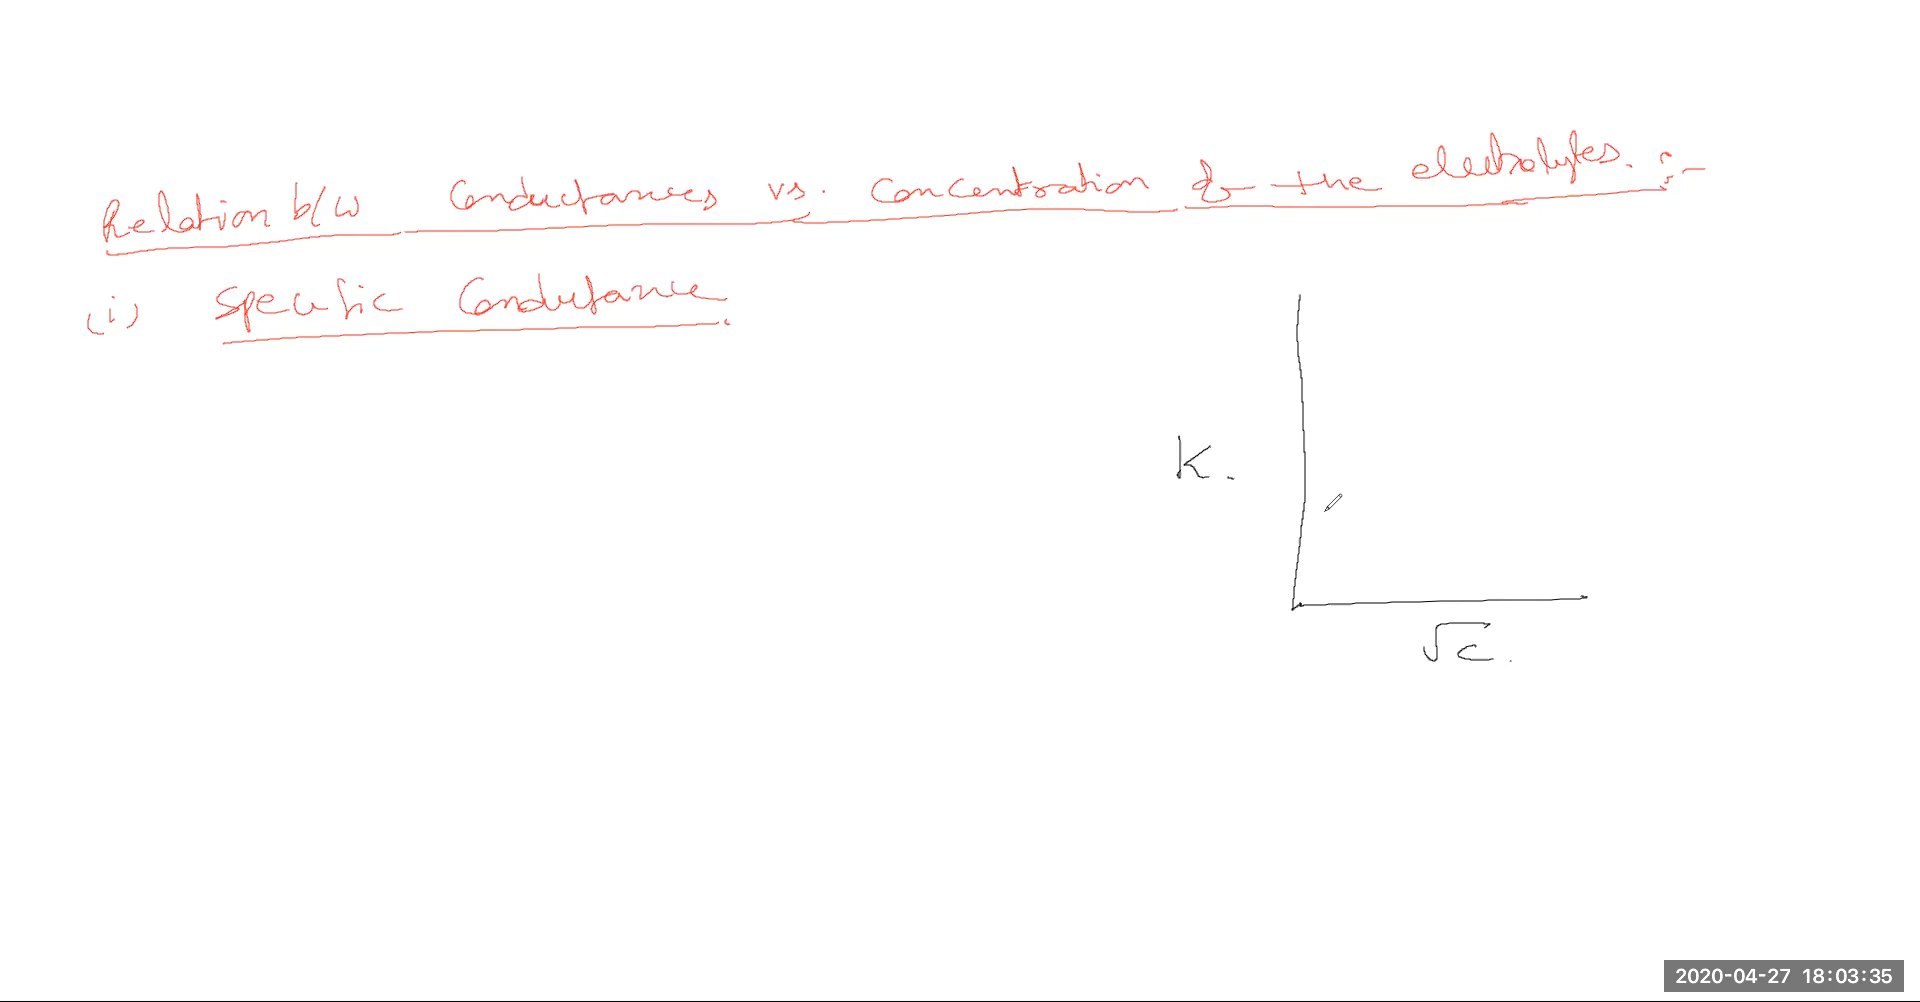 Relation b/w Conductances vs. Concentration of the electrolytes. :-
(i) Specific Conductance
K.
√c.
2020-04-27 18:03:35